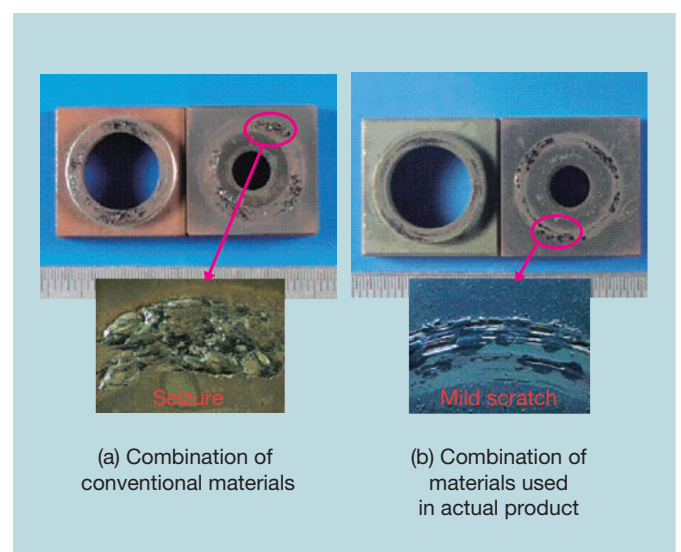 Seizure
Mild scratch
(a) Combination of
conventional materials
(b) Combination of
materials used
in actual product